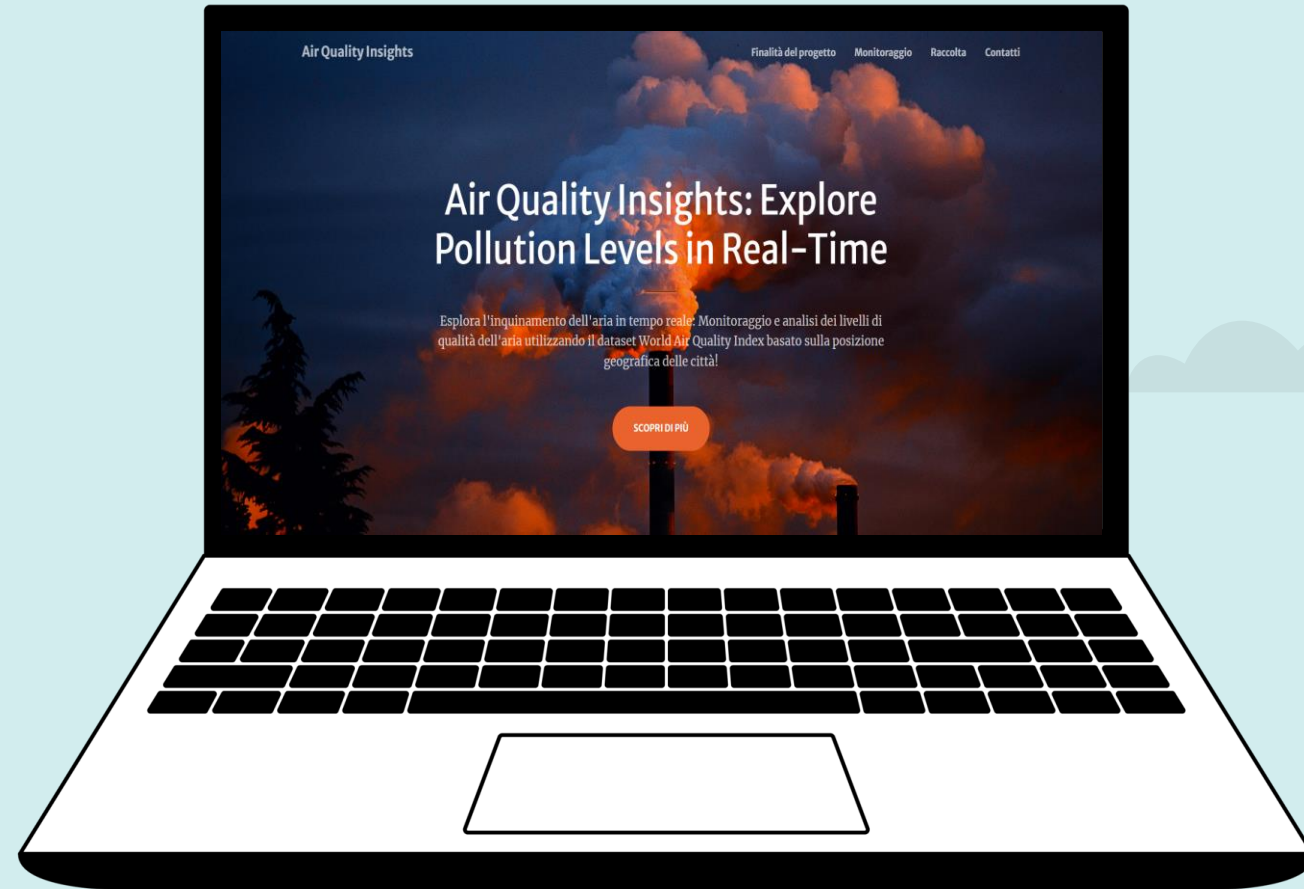 Air Quality Insights
Finalità del progetto Monitoraggio Raccolta Contatti
Air Quality Insights: Explore
Pollution Levels in Real-Time
Esplora l'inquinamento dell'aria in tempo reale: Monitoraggio e analisi dei livelli di
qualità dell'aria utilizzando il dataset World Air Quality Index basato sulla posizione
geografica delle città!
SCOPRI DI PIÙ